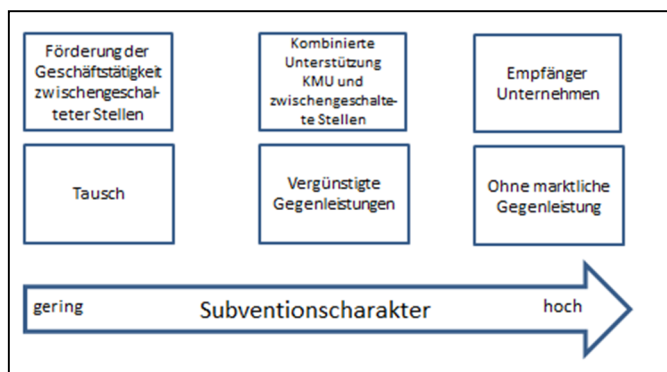 Förderung der
Geschäftstätigkeit
zwischengeschal-
teter Stellen
Kombinierte
Unterstützung
KMU und
zwischengeschalte-
te Stellen
Empfänger
Unternehmen
Tausch
Vergünstigte
Gegenleistungen
Ohne marktliche
Gegenleistung
gering
Subventionscharakter
hoch